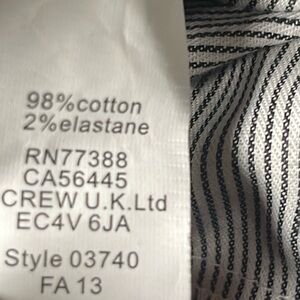 98%cotton
2%elastane
RN77388
CA56445
CREW U.K.Ltd
EC4V 6JA
Style 03740
FA 13